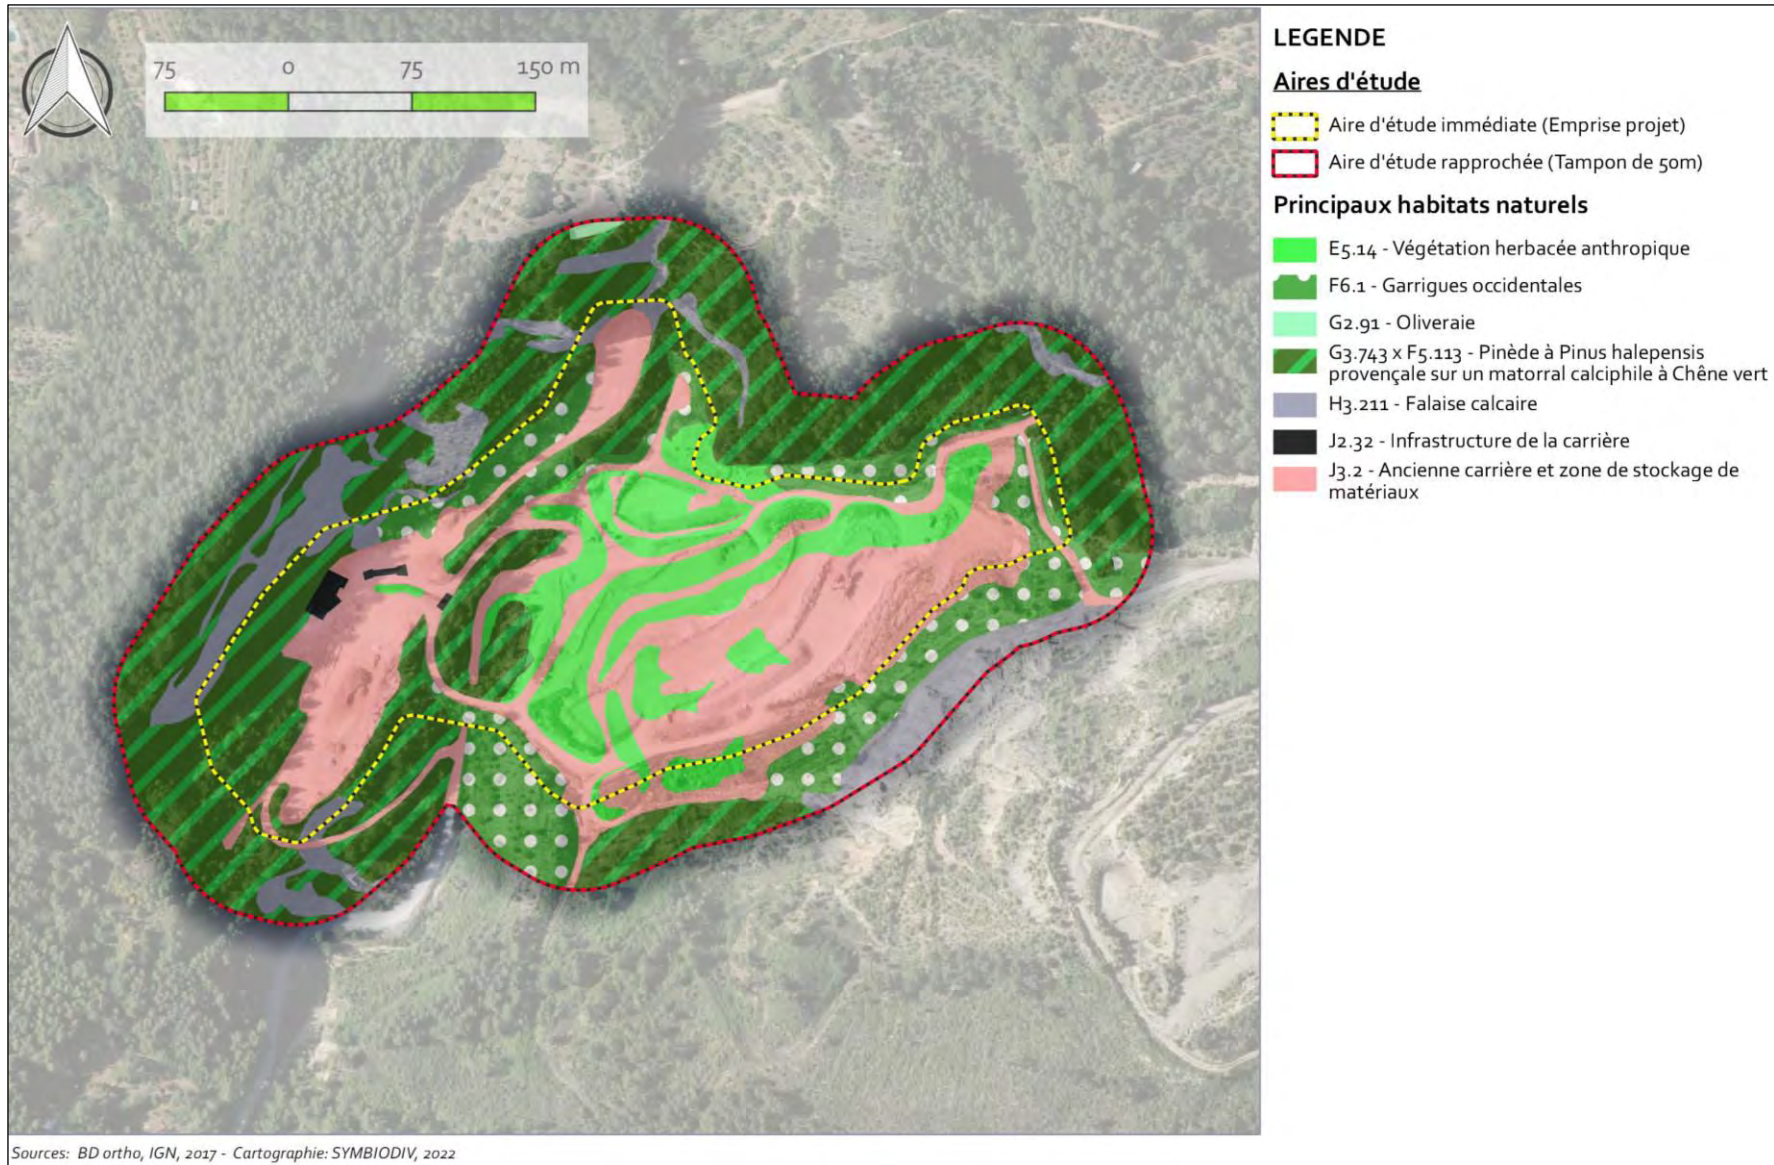 75 0 75 150 m
LEGENDE
Aires d'étude
Aire d'étude immédiate (Emprise projet)
Aire d'étude rapprochée (Tampon de 50m)
Principaux habitats naturels
E5.14 - Végétation herbacée anthropique
F6.1 - Garrigues occidentales
G2.91 - Oliveraie
G3.743 x F5.113 - Pinède à Pinus halepensis
provençale sur un matorral calciphile à Chêne vert
H3.211 - Falaise calcaire
J2.32 - Infrastructure de la carrière
J3.2 - Ancienne carrière et zone de stockage de
matériaux
Sources: BD ortho, IGN, 2017 - Cartographie: SYMBIODIV, 2022